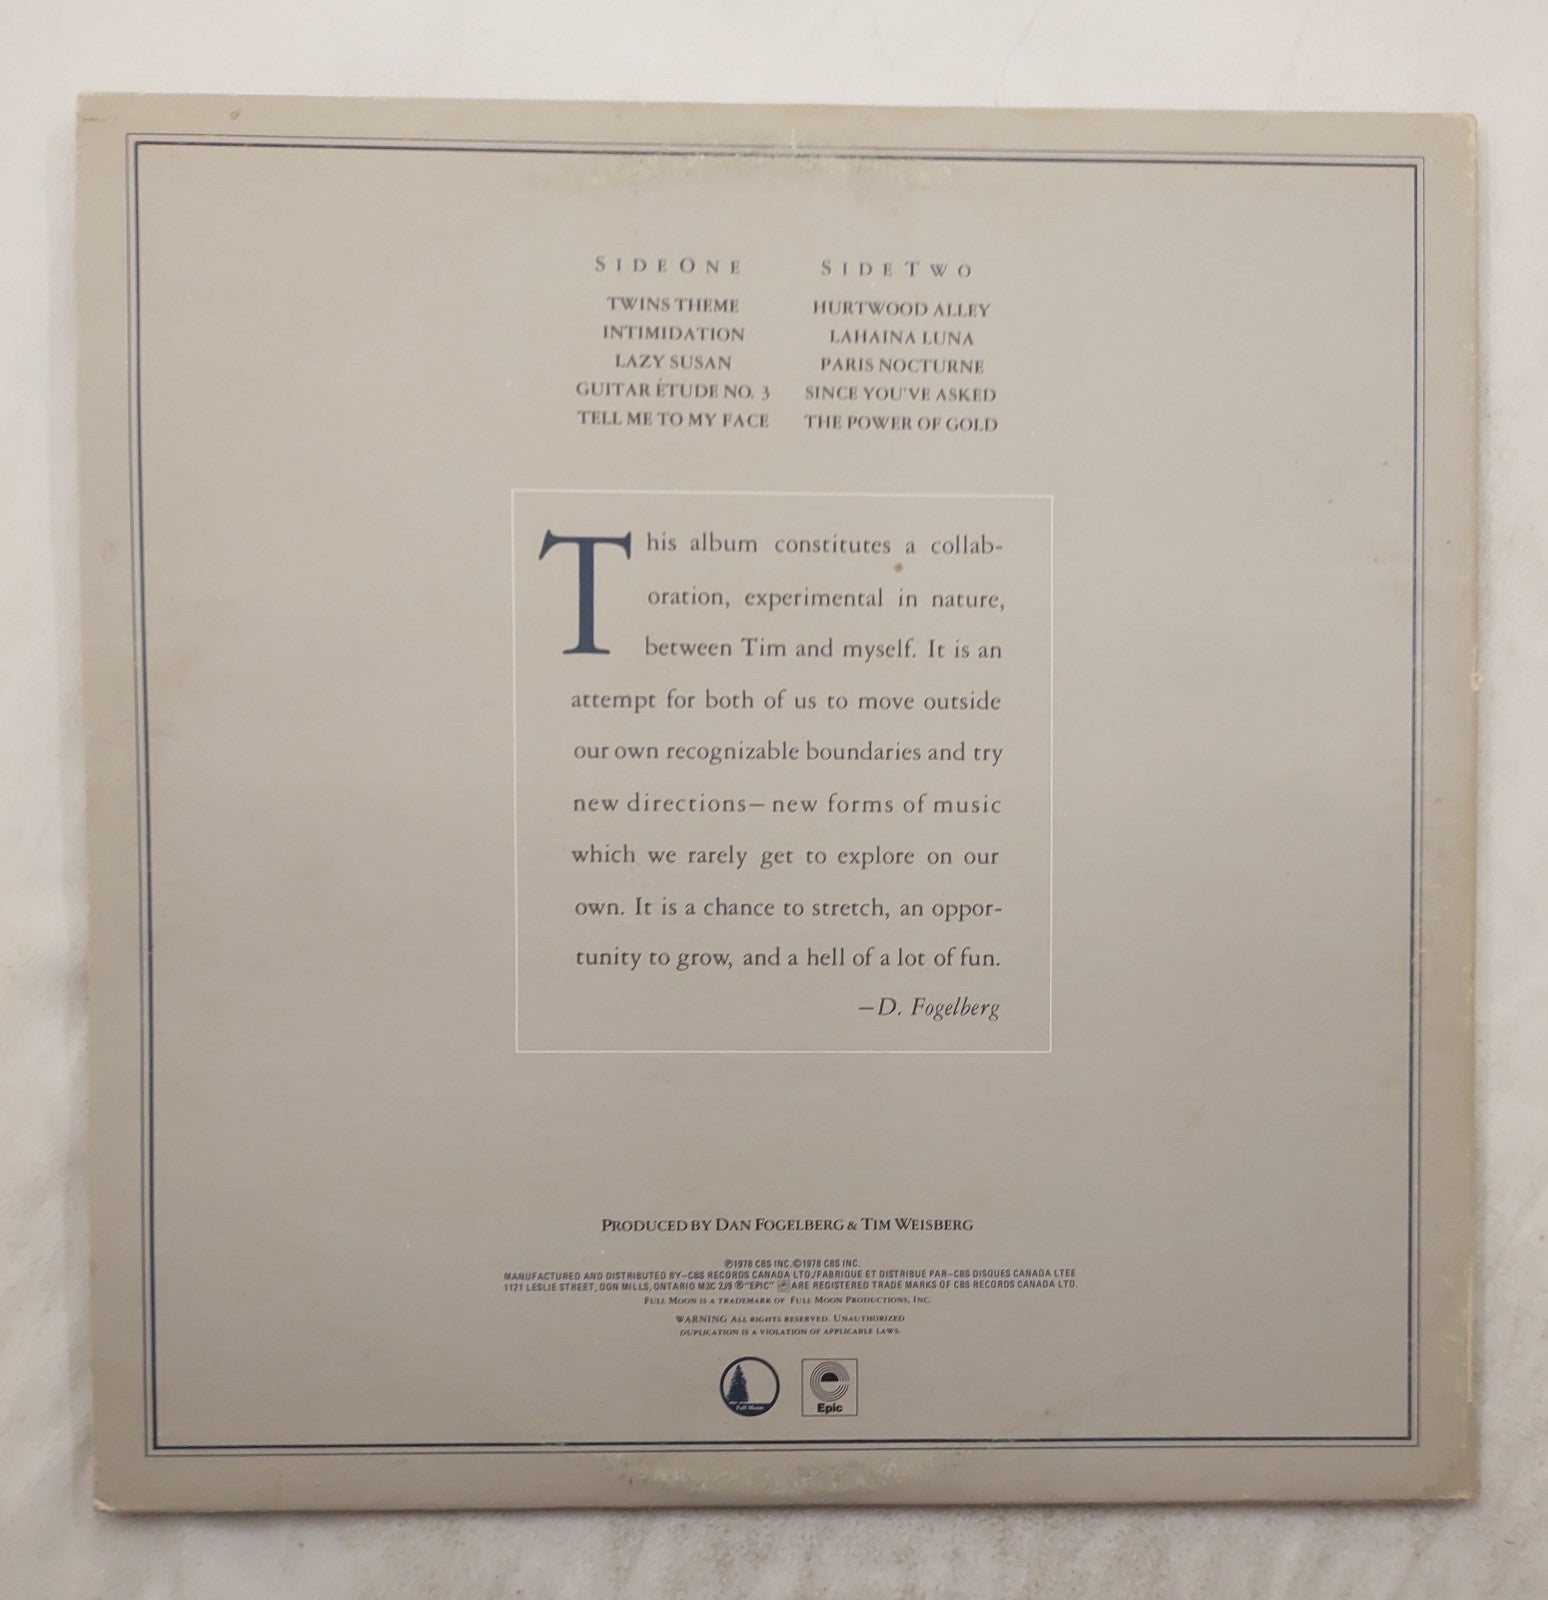 SIDE ONE
TWINS THEME
INTIMIDATION
LAZY SUSAN
GUITAR ÉTUDE NO. 3
TELL ME TO MY FACE
SIDE TWO
HURTWOOD ALLEY
LAHAINA LUNA
PARIS NOCTURNE
SINCE YOU'VE ASKED
THE POWER OF GOLD
This album constitutes a collab-
oration, experimental in nature,
between Tim and myself. It is an
attempt for both of us to move outside
our own recognizable boundaries and try
new directions—new forms of music
which we rarely get to explore on our
own. It is a chance to stretch, an oppor-
tunity to grow, and a hell of a lot of fun.
—D. Fogelberg
PRODUCED BY DAN FOGELBERG & TIM WEISBERG
℗1978 CBS INC. ©1978 CBS INC.
MANUFACTURED AND DISTRIBUTED BY—CBS RECORDS CANADA LTD./FABRIQUE ET DISTRIBUE PAR—CBS DISQUES CANADA LTEE
1121 LESLIE STREET, DON MILLS, ONTARIO M3C 2J9 ® "EPIC" e ARE REGISTERED TRADE MARKS OF CBS RECORDS CANADA LTD.
FULL MOON IS A TRADEMARK OF FULL MOON PRODUCTIONS, INC.
WARNING ALL RIGHTS RESERVED. UNAUTHORIZED
DUPLICATION IS A VIOLATION OF APPLICABLE LAWS.
Full Moon
e Epic